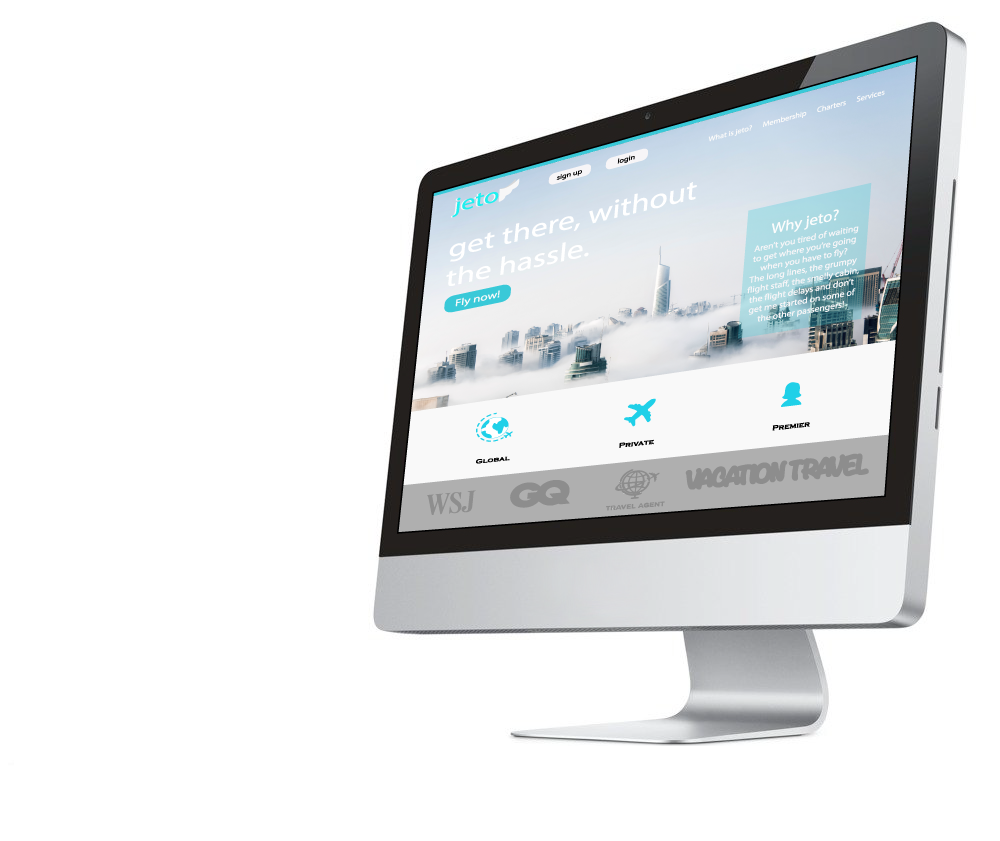 What is Jeto?
Membership
Charters
Services
sign up
login
jeto
get there, without
the hassle.
Fly now!
Why jeto?
Aren't you tired of waiting
to get where you're going
when you have to fly?
The long lines, the grumpy
flight staff, the smelly cabin,
the flight delays and don't
get me started on some of
the other passengers!
GLOBAL
PRIVATE
PREMIER
WSJ
GQ
TRAVEL AGENT
VACATION TRAVEL